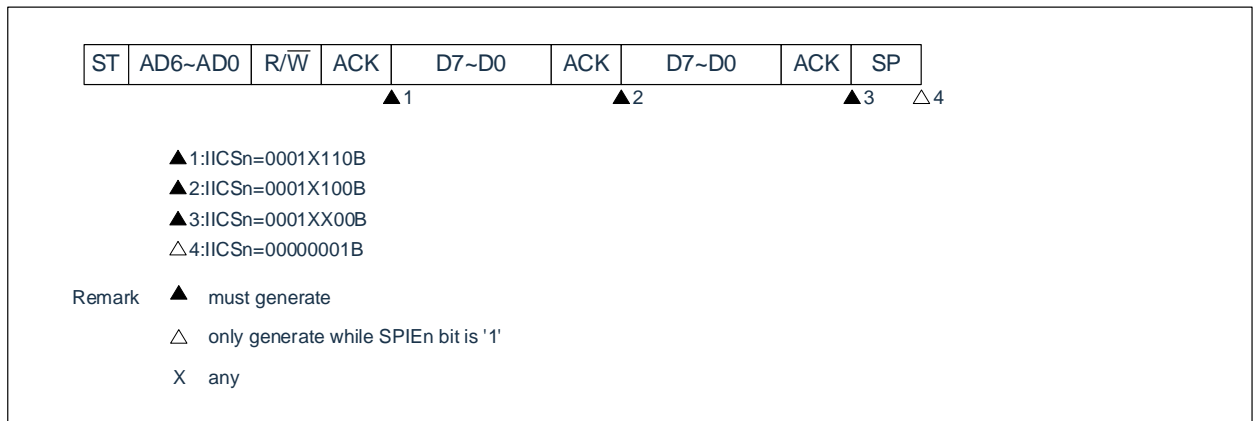 ST AD6~AD0 R/W̅ ACK D7~D0 ACK D7~D0 ACK SP
▲1 ▲2 ▲3 △4
▲1:IICSn=0001X110B
▲2:IICSn=0001X100B
▲3:IICSn=0001XX00B
△4:IICSn=00000001B
Remark ▲ must generate
△ only generate while SPIEn bit is '1'
X any